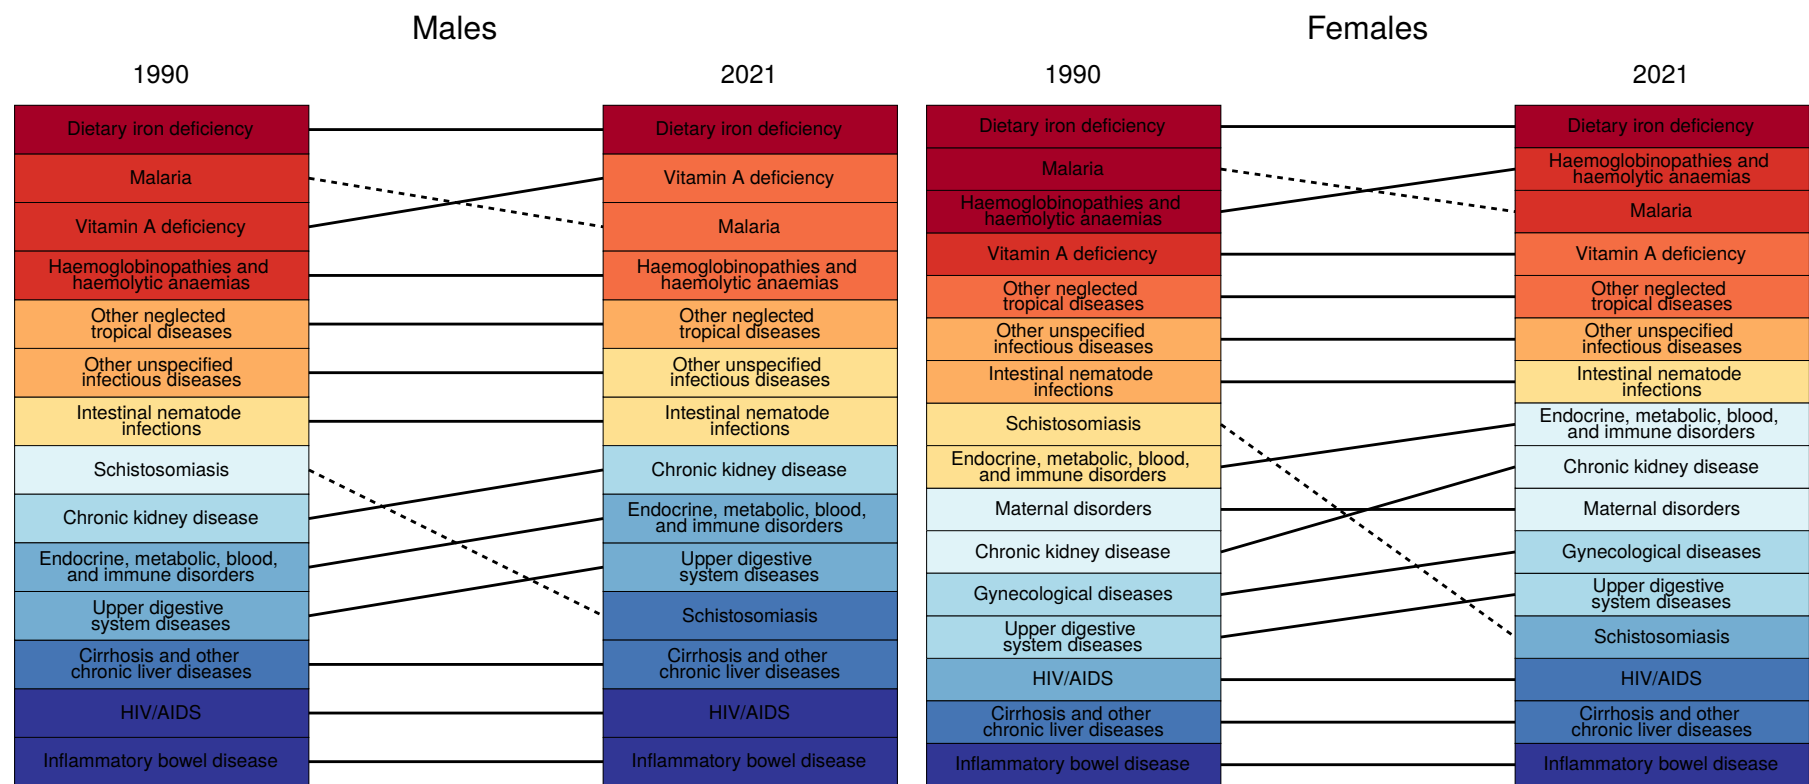 Males
1990
2021
Dietary iron deficiency
Malaria
Vitamin A deficiency
Haemoglobinopathies and
haemolytic anaemias
Other neglected
tropical diseases
Other unspecified
infectious diseases
Intestinal nematode
infections
Schistosomiasis
Chronic kidney disease
Endocrine, metabolic, blood,
and immune disorders
Upper digestive
system diseases
Cirrhosis and other
chronic liver diseases
HIV/AIDS
Inflammatory bowel disease
Dietary iron deficiency
Vitamin A deficiency
Malaria
Haemoglobinopathies and
haemolytic anaemias
Other neglected
tropical diseases
Other unspecified
infectious diseases
Intestinal nematode
infections
Chronic kidney disease
Endocrine, metabolic, blood,
and immune disorders
Upper digestive
system diseases
Schistosomiasis
Cirrhosis and other
chronic liver diseases
HIV/AIDS
Inflammatory bowel disease
Females
1990
2021
Dietary iron deficiency
Malaria
Haemoglobinopathies and
haemolytic anaemias
Vitamin A deficiency
Other neglected
tropical diseases
Other unspecified
infectious diseases
Intestinal nematode
infections
Schistosomiasis
Endocrine, metabolic, blood,
and immune disorders
Maternal disorders
Chronic kidney disease
Gynecological diseases
Upper digestive
system diseases
HIV/AIDS
Cirrhosis and other
chronic liver diseases
Inflammatory bowel disease
Dietary iron deficiency
Haemoglobinopathies and
haemolytic anaemias
Malaria
Vitamin A deficiency
Other neglected
tropical diseases
Other unspecified
infectious diseases
Intestinal nematode
infections
Endocrine, metabolic, blood,
and immune disorders
Chronic kidney disease
Maternal disorders
Gynecological diseases
Upper digestive
system diseases
Schistosomiasis
HIV/AIDS
Cirrhosis and other
chronic liver diseases
Inflammatory bowel disease